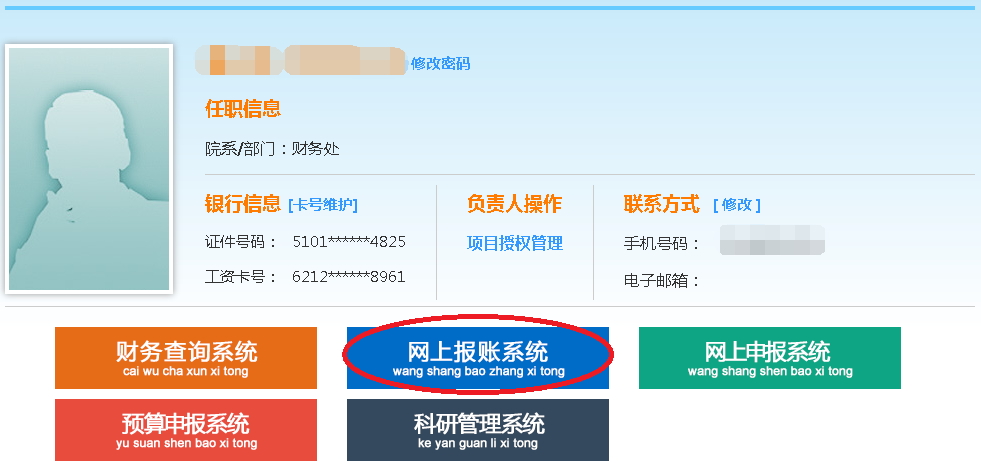 修改密码
任职信息
院系/部门：财务处
银行信息 [卡号维护]
证件号码： 5101******4825
工资卡号： 6212******8961
负责人操作
项目授权管理
联系方式 [ 修改 ]
手机号码：
电子邮箱：
财务查询系统
cai wu cha xun xi tong
网上报账系统
wang shang bao zhang xi tong
网上申报系统
wang shang shen bao xi tong
预算申报系统
yu suan shen bao xi tong
科研管理系统
ke yan guan li xi tong